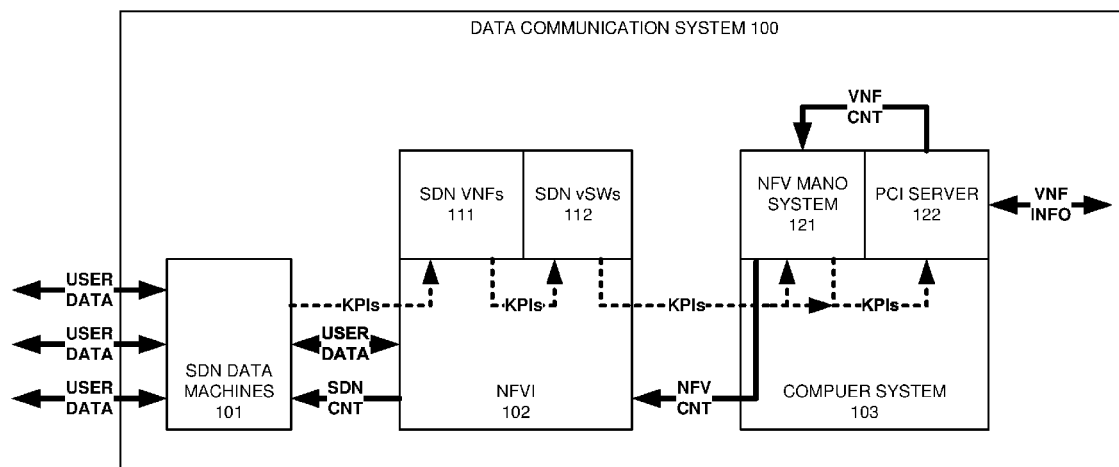 DATA COMMUNICATION SYSTEM 100
VNF
CNT
SDN VNFs
111
SDN vSWs
112
NFV MANO
SYSTEM
121
PCI SERVER
122
VNF
INFO
USER
DATA
USER
DATA
USER
DATA
KPIs
KPIs
KPIs
KPIs
USER
DATA
SDN
CNT
NFV
CNT
SDN DATA
MACHINES
101
NFVI
102
COMPUER SYSTEM
103